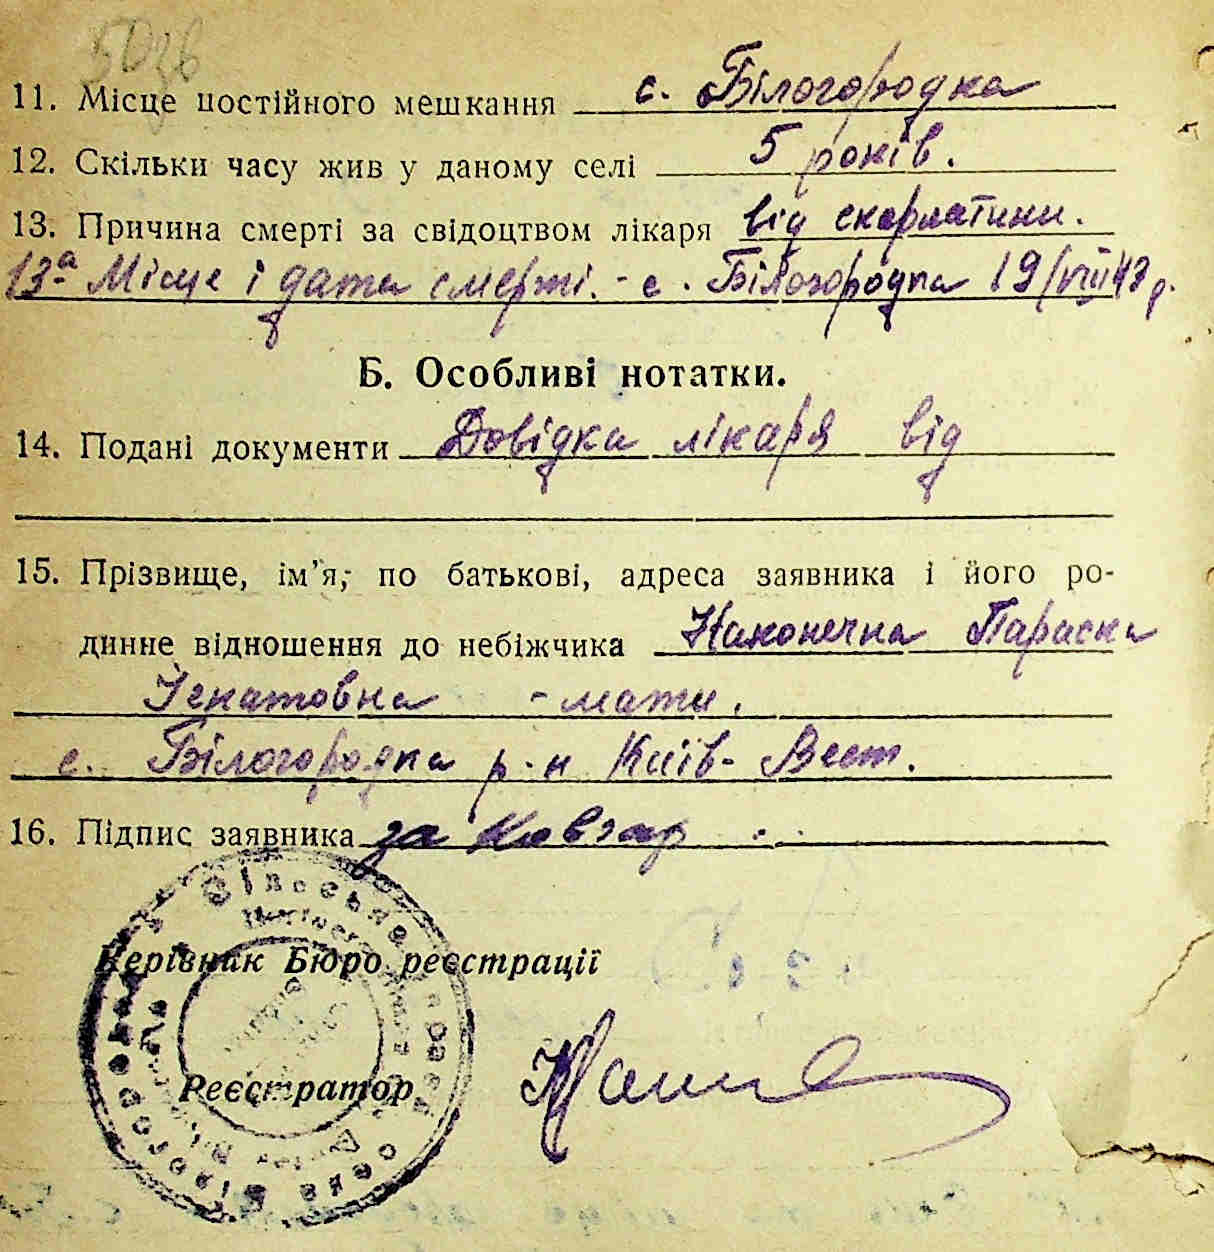 11. Місце постійного мешкання с. Білогородка
12. Скільки часу жив у даному селі 5 років.
13. Причина смерті за свідоцтвом лікаря від скарлатини.
13а Місце і дата смерті. - с. Білогородка 19/VIII 43 р.
Б. Особливі нотатки.
14. Подані документи Довідка лікаря від
15. Прізвище, ім'я, по батькові, адреса заявника і його ро-
динне відношення до небіжчика Наконечна Параска
Ігнатовна - мати.
с. Білогородка р-н Київ-Вест.
16. Підпис заявника за Ковзар
Керівник Бюро реєстрації
Реєстратор